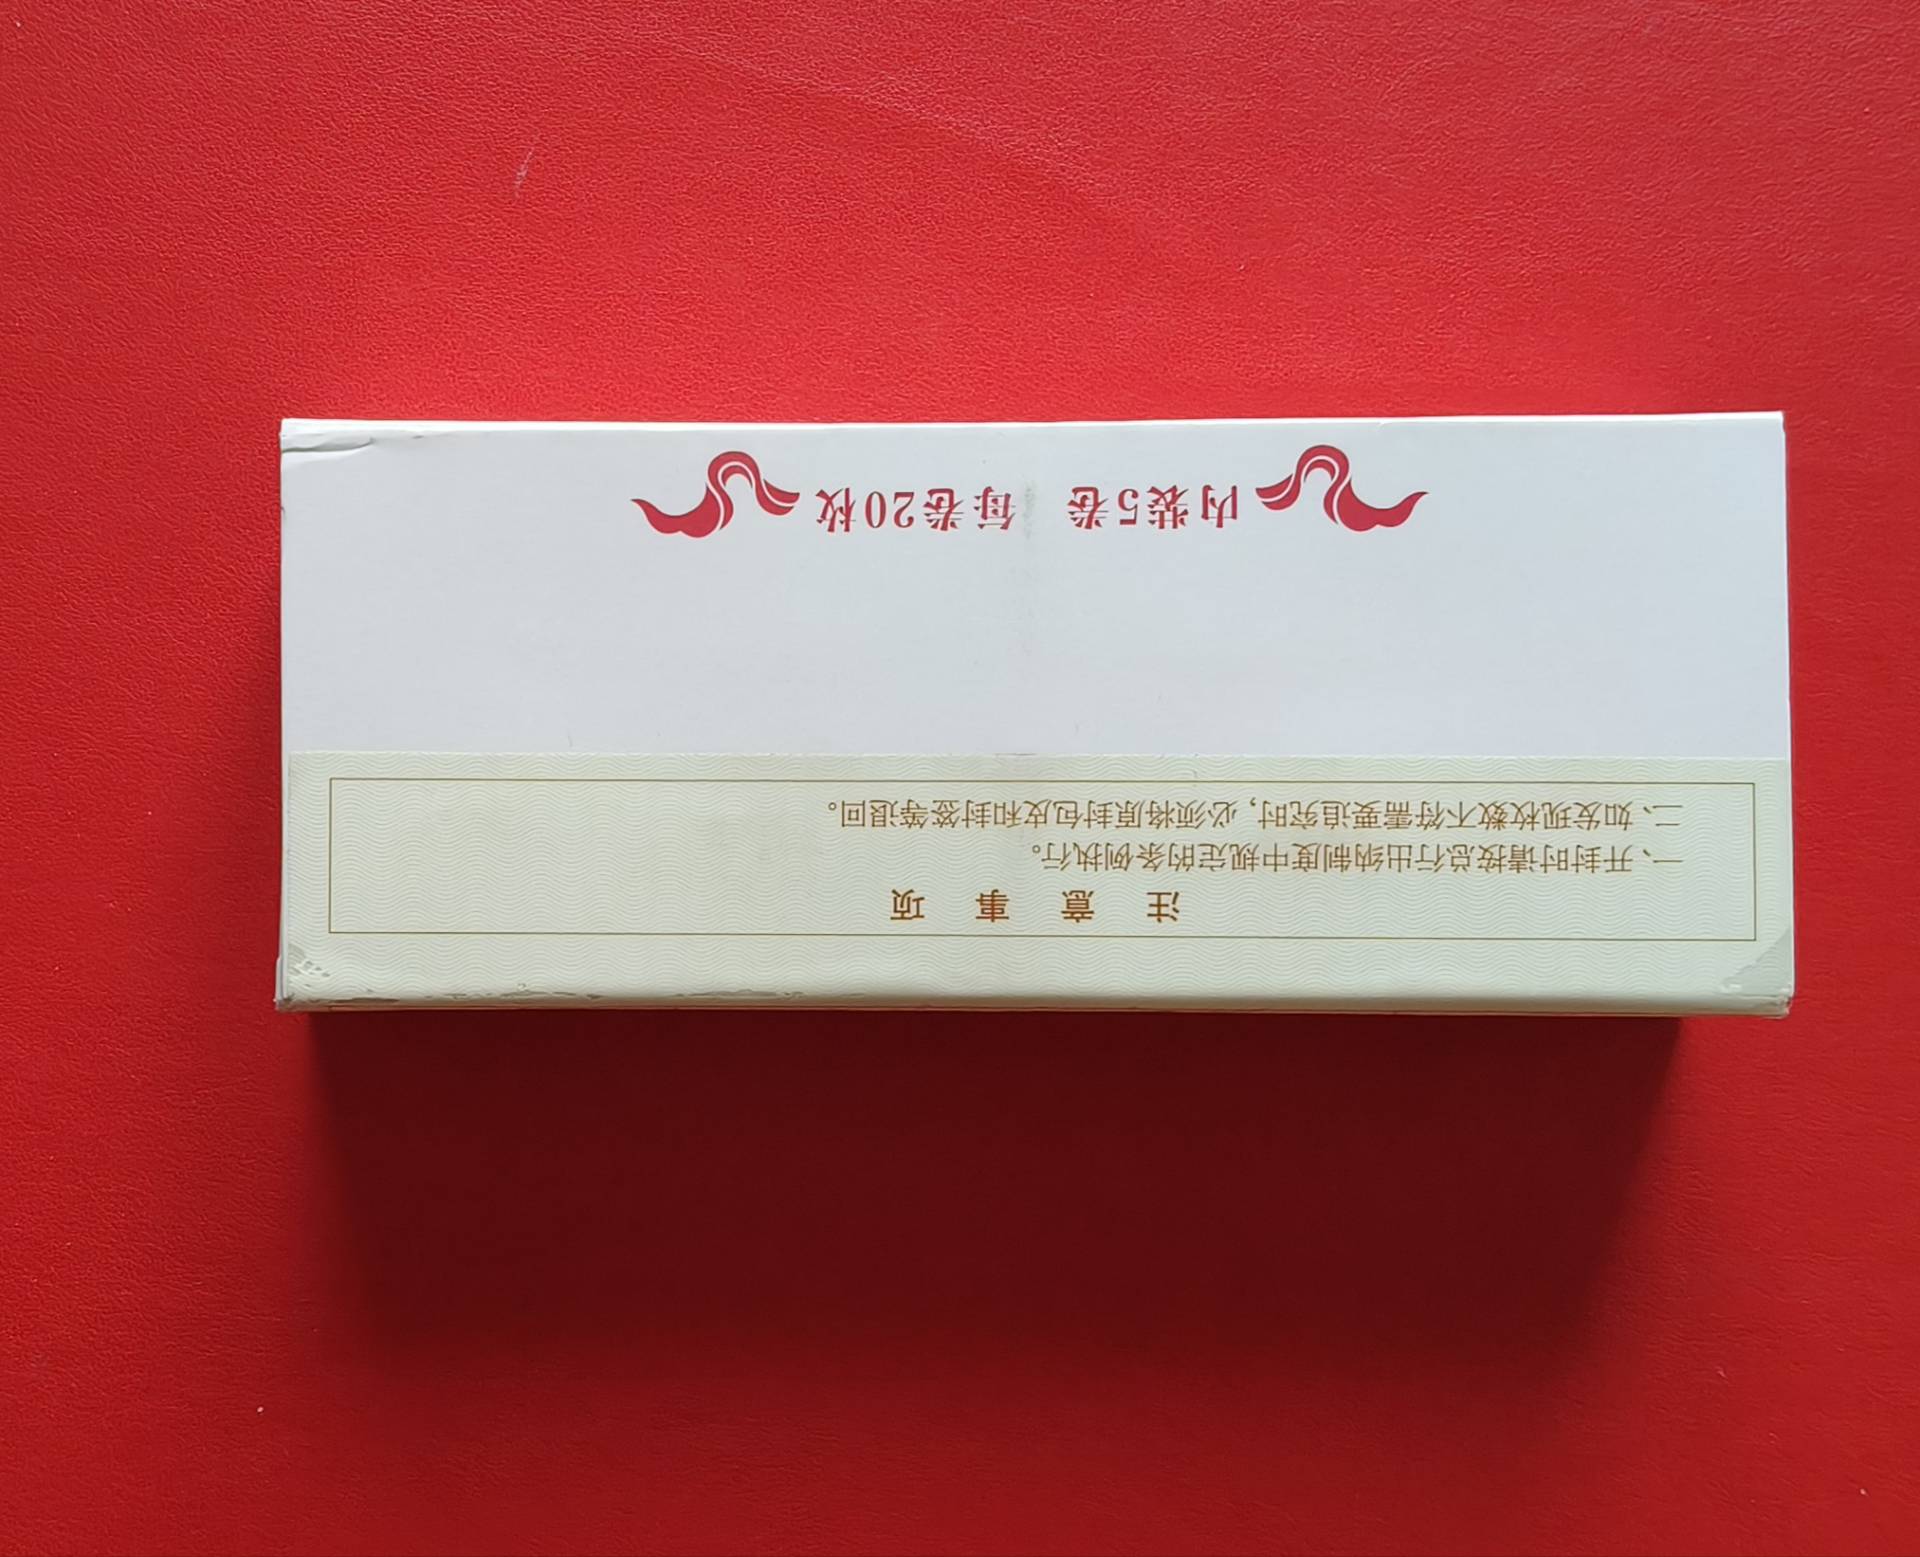 注意事项
一、开封时请按总行出纳制度中规定的条例执行。
二、如发现枚数不符需要追究时，必须将原封包皮和封签等退回。
内装5卷 每卷20枚